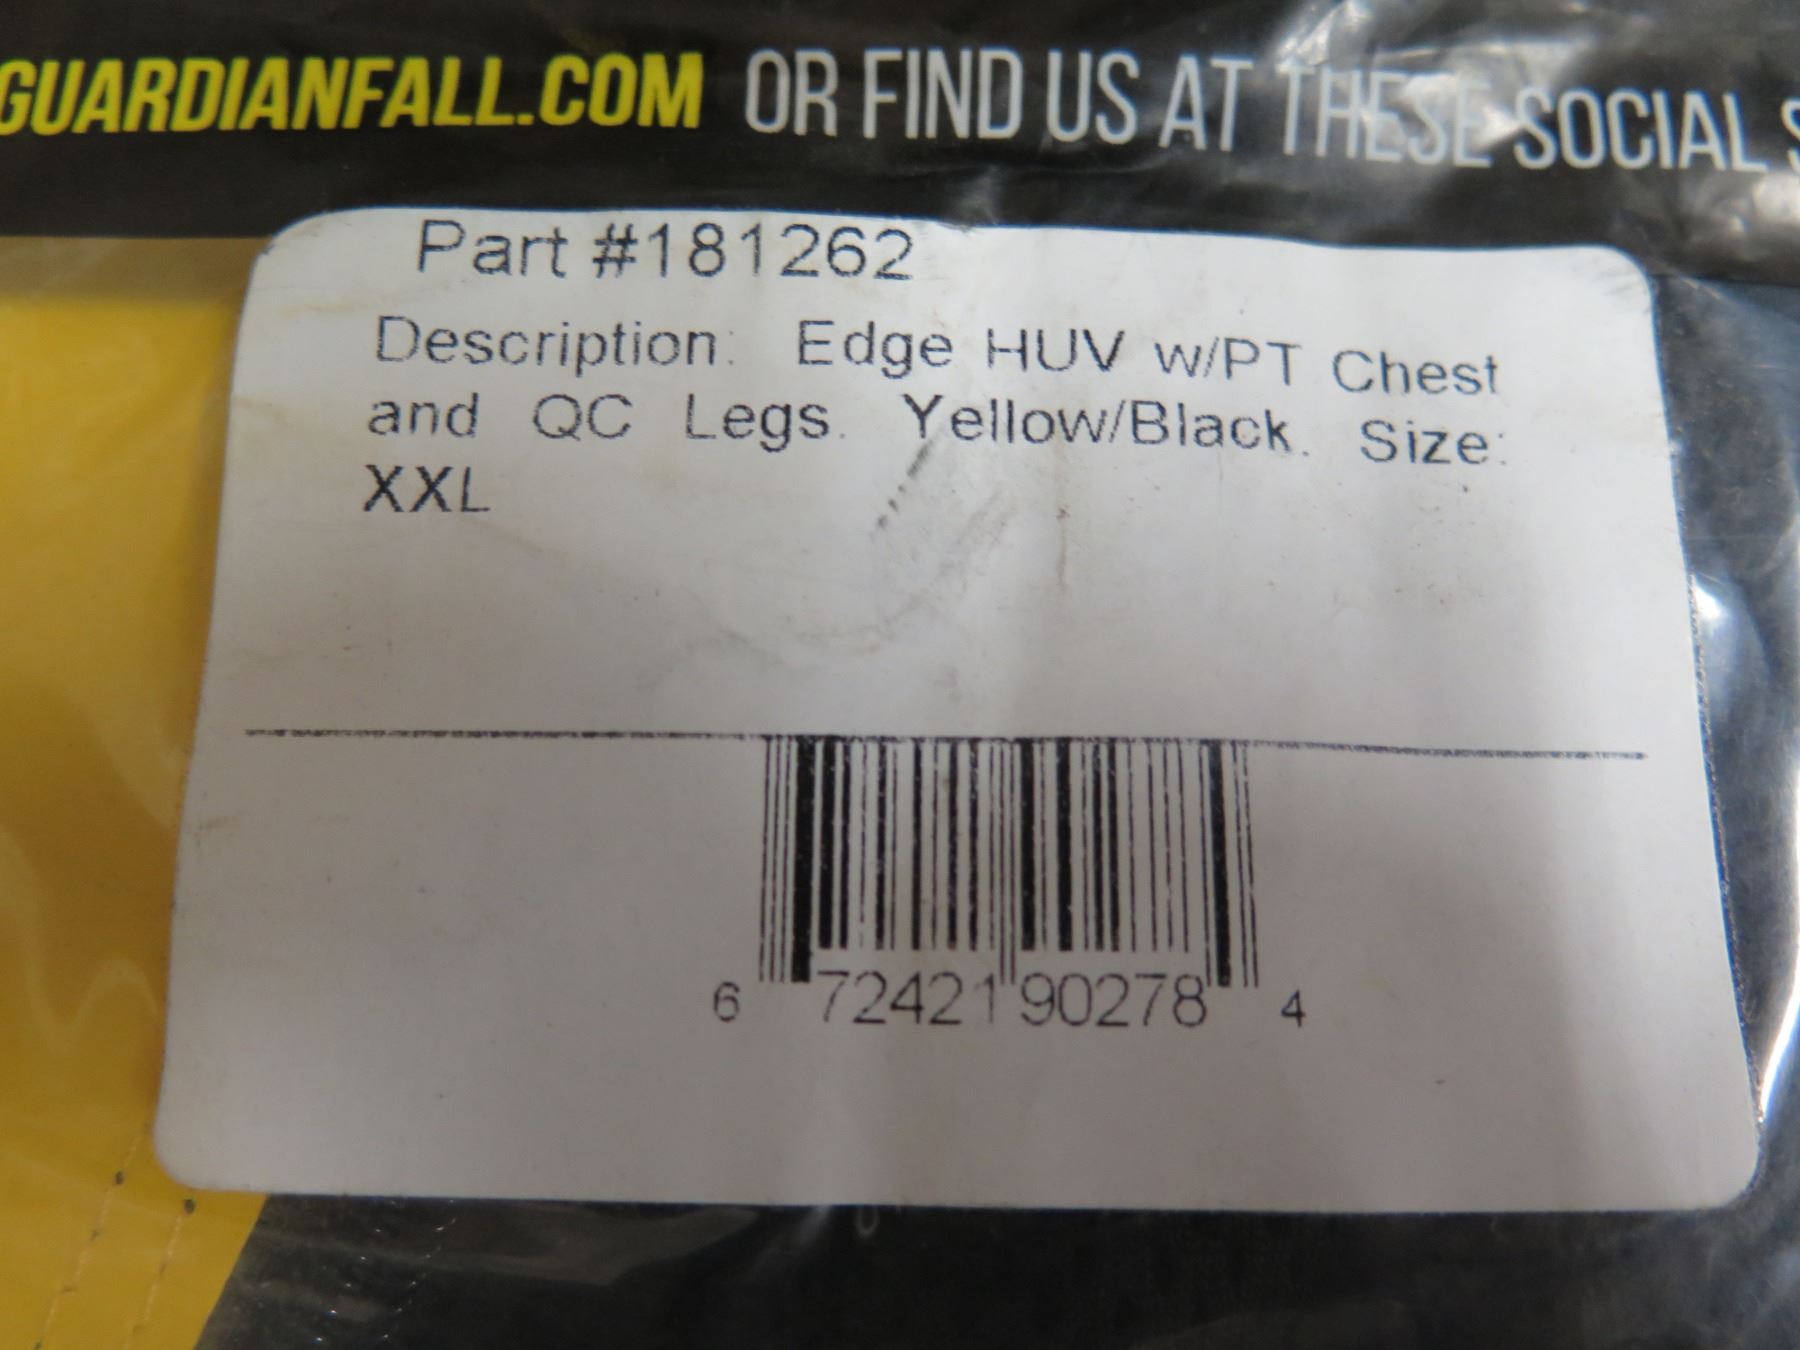 GUARDIANFALL.COM OR FIND US AT THESE SOCIAL
Part #181262
Description: Edge HUV w/PT Chest
and QC Legs. Yellow/Black. Size:
XXL
6 72421 90278 4